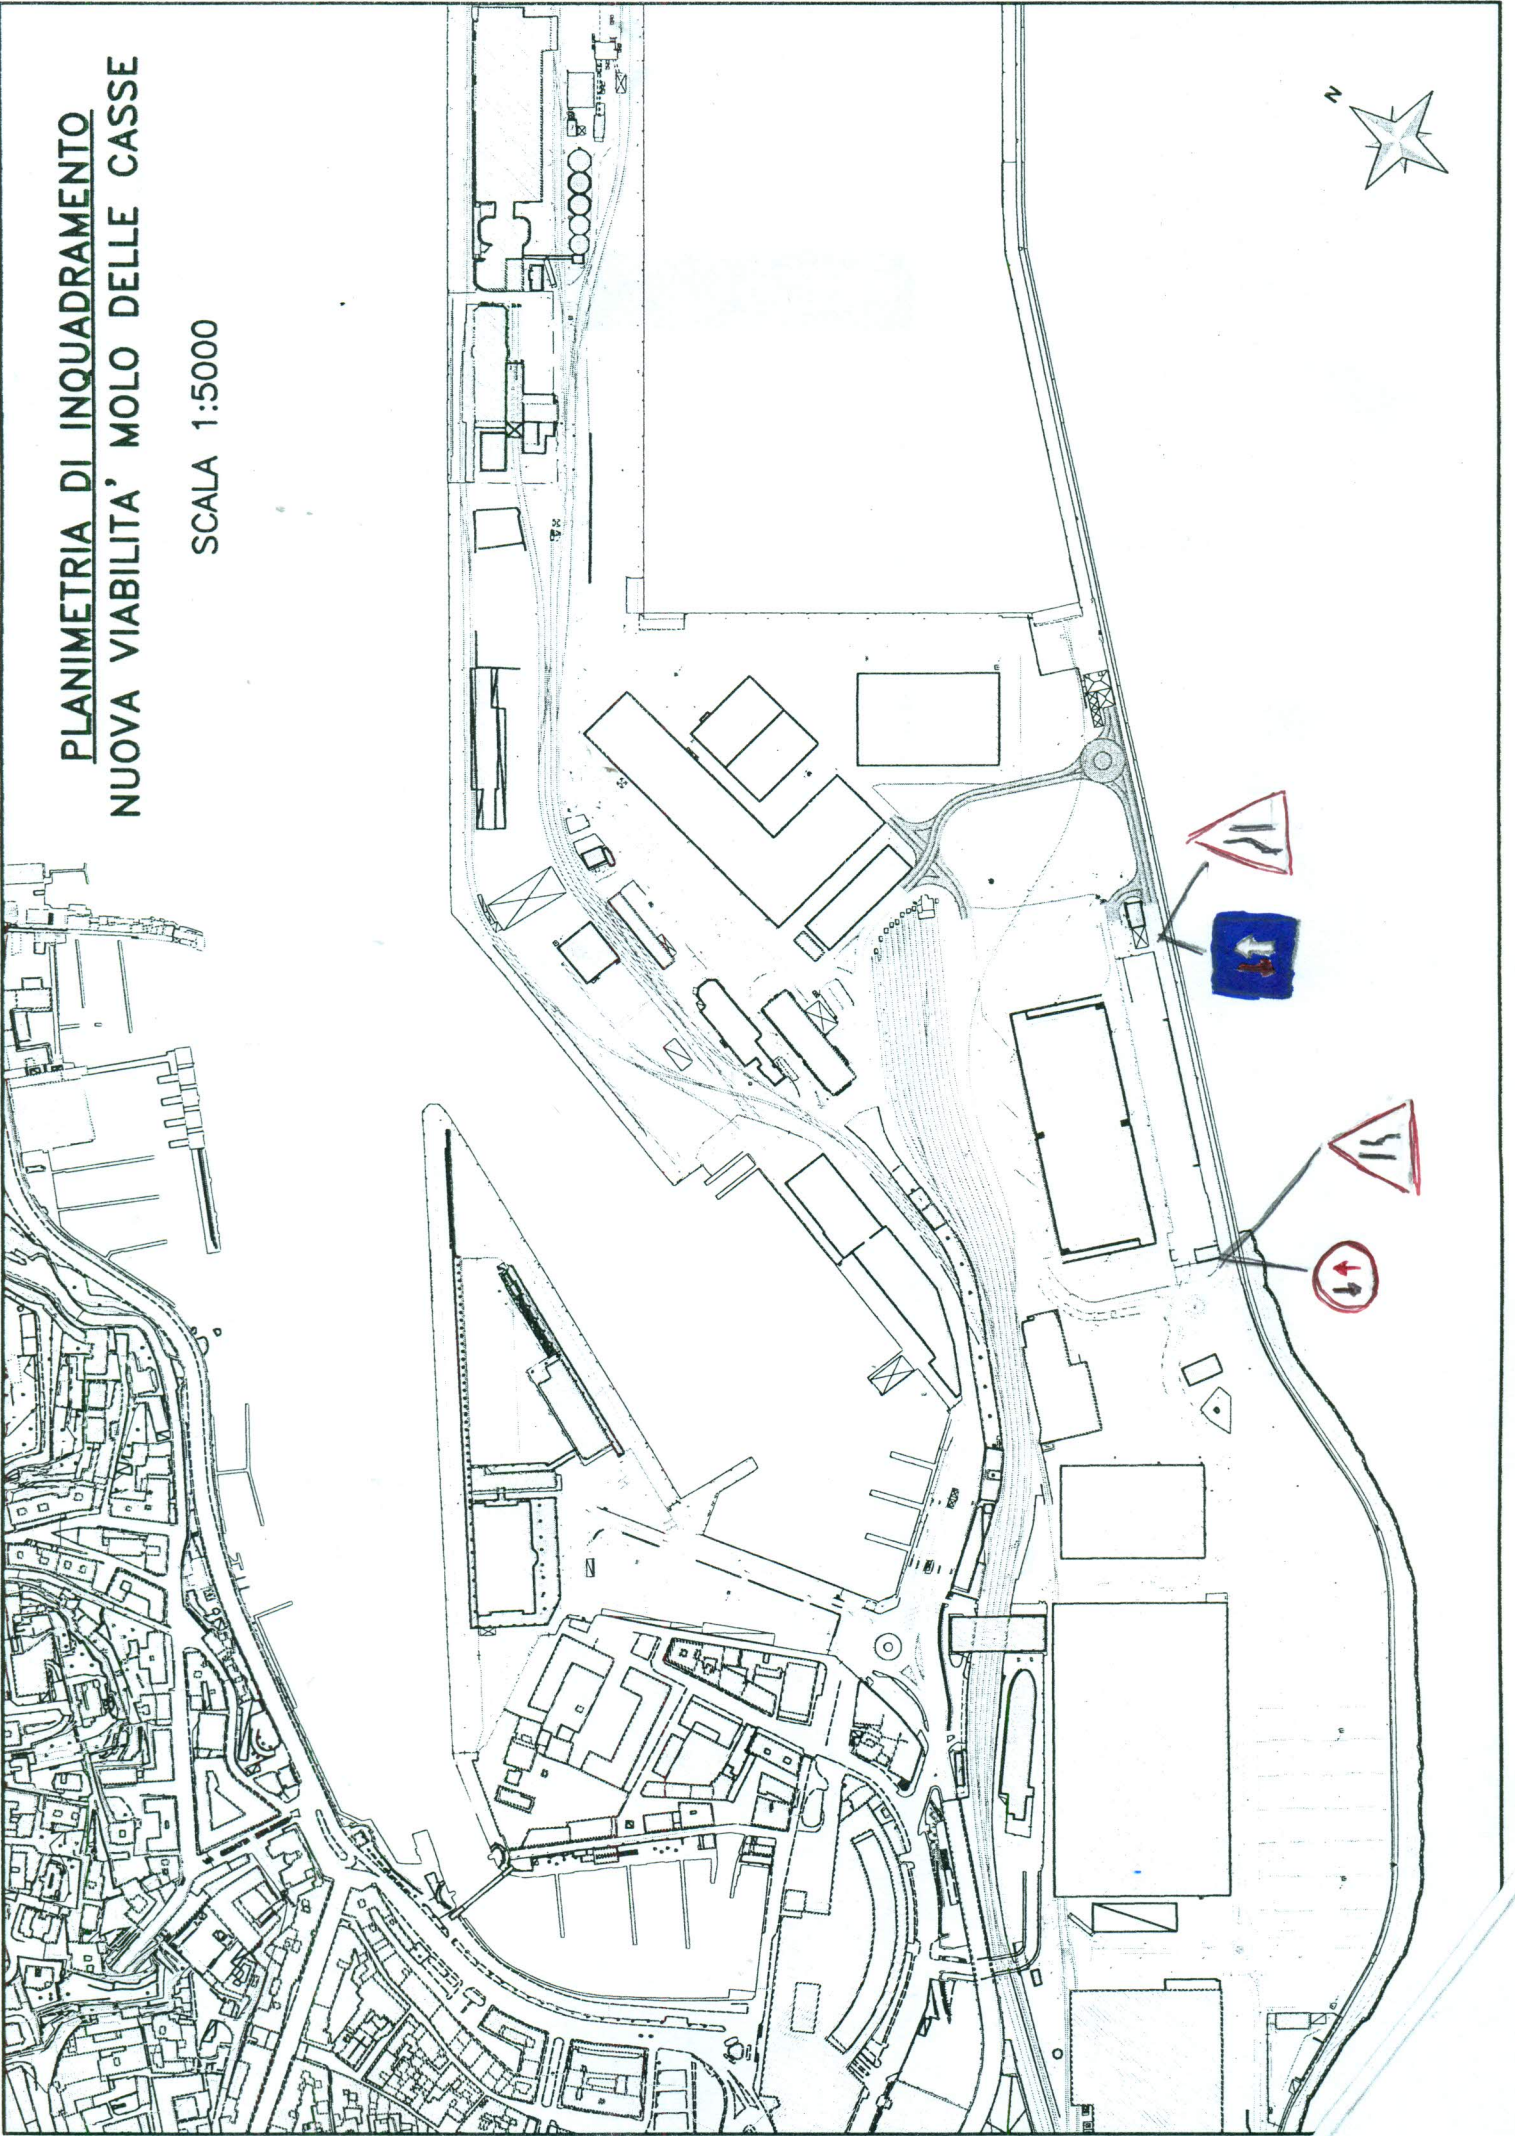 PLANIMETRIA DI INQUADRAMENTO
NUOVA VIABILITA' MOLO DELLE CASSE
SCALA 1:5000
N